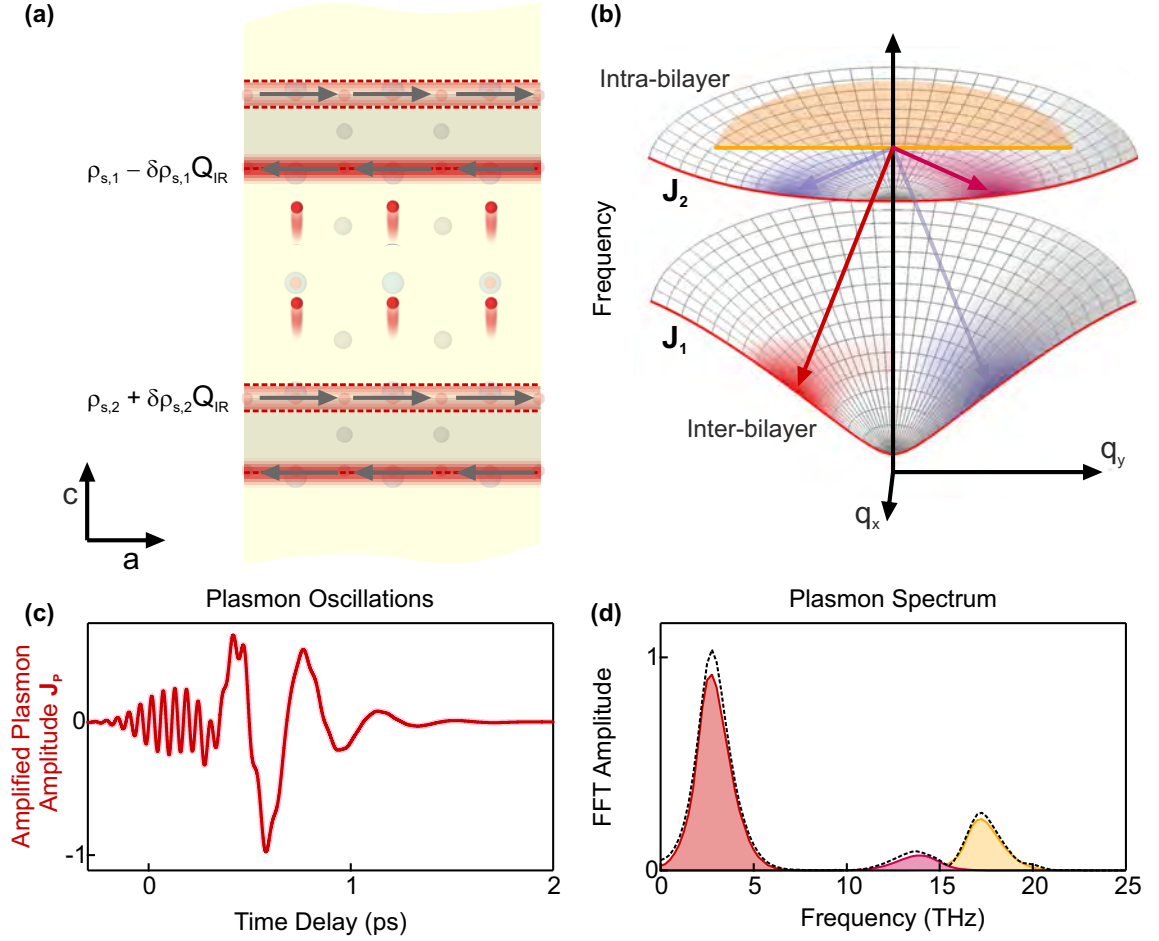 (a)
ρs,1 − δρs,1QIR
ρs,2 + δρs,2QIR
c
a
(b)
Intra-bilayer
J2
Frequency
J1
Inter-bilayer
qy
qx
(c)
Plasmon Oscillations
Amplified Plasmon
Amplitude JP
0
-1
0
1
2
Time Delay (ps)
(d)
Plasmon Spectrum
FFT Amplitude
1
0
0
5
10
15
20
25
Frequency (THz)